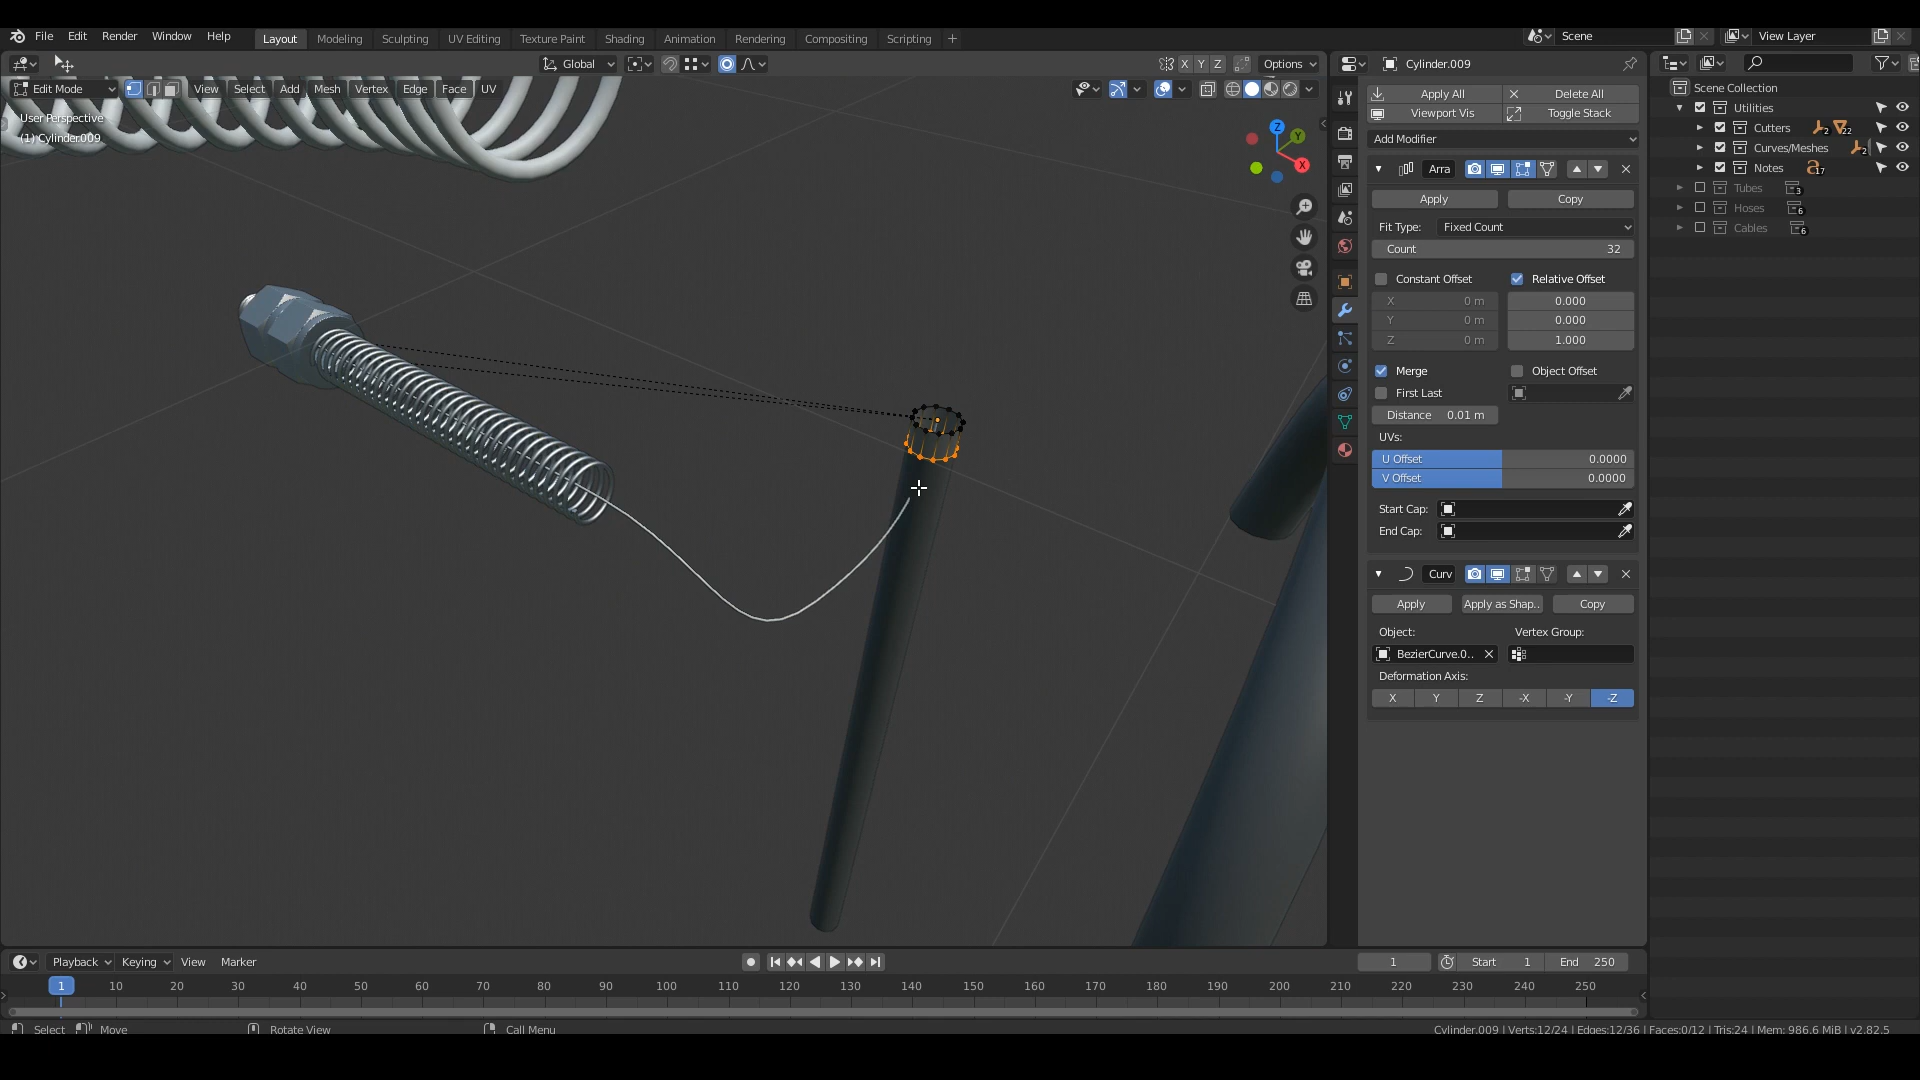 File Edit Render Window Help
Layout Modeling Sculpting UV Editing Texture Paint Shading Animation Rendering Compositing Scripting +
Scene
View Layer
Global
X Y Z
Options
Cylinder.009
Edit Mode
View Select Add Mesh Vertex Edge Face UV
User Perspective
(1) Cylinder.009
Z
Y
X
Apply All
Delete All
Viewport Vis
Toggle Stack
Add Modifier
Arra
Apply
Copy
Fit Type:
Fixed Count
Count
32
Constant Offset
Relative Offset
X 0 m
0.000
Y 0 m
0.000
Z 0 m
1.000
Merge
Object Offset
First Last
Distance 0.01 m
UVs:
U Offset 0.0000
V Offset 0.0000
Start Cap:
End Cap:
Curv
Apply
Apply as Shap..
Copy
Object:
Vertex Group:
BezierCurve.0..
Deformation Axis:
X Y Z -X -Y -Z
Scene Collection
Utilities
Cutters
2
22
Curves/Meshes
2
Notes
17
Tubes
3
Hoses
6
Cables
6
Playback Keying View Marker
1
Start 1
End 250
1 10 20 30 40 50 60 70 80 90 100 110 120 130 140 150 160 170 180 190 200 210 220 230 240 250
Select
Move
Rotate View
Call Menu
Cylinder.009 | Verts:12/24 | Edges:12/36 | Faces:0/12 | Tris:24 | Mem: 986.6 MiB | v2.82.5